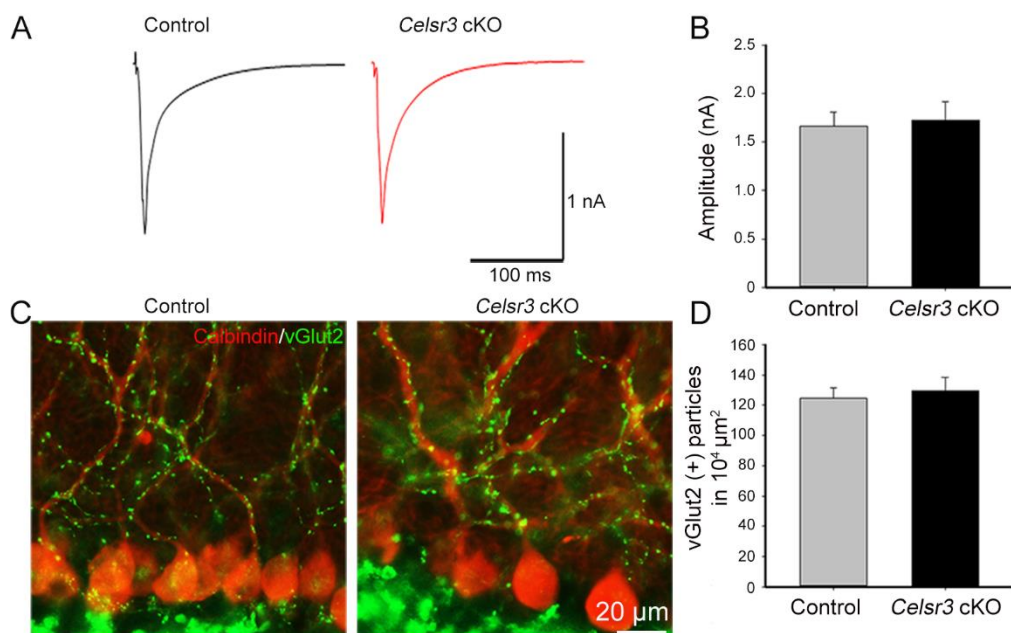 A
Control
Celsr3 cKO
1 nA
100 ms
B
Amplitude (nA)
2.5
2.0
1.5
1.0
0.5
0
Control
Celsr3 cKO
C
Control
Celsr3 cKO
Calbindin/vGlut2
20 μm
D
vGlut2 (+) particles
in 10⁴ μm²
160
140
120
100
80
60
40
20
0
Control
Celsr3 cKO